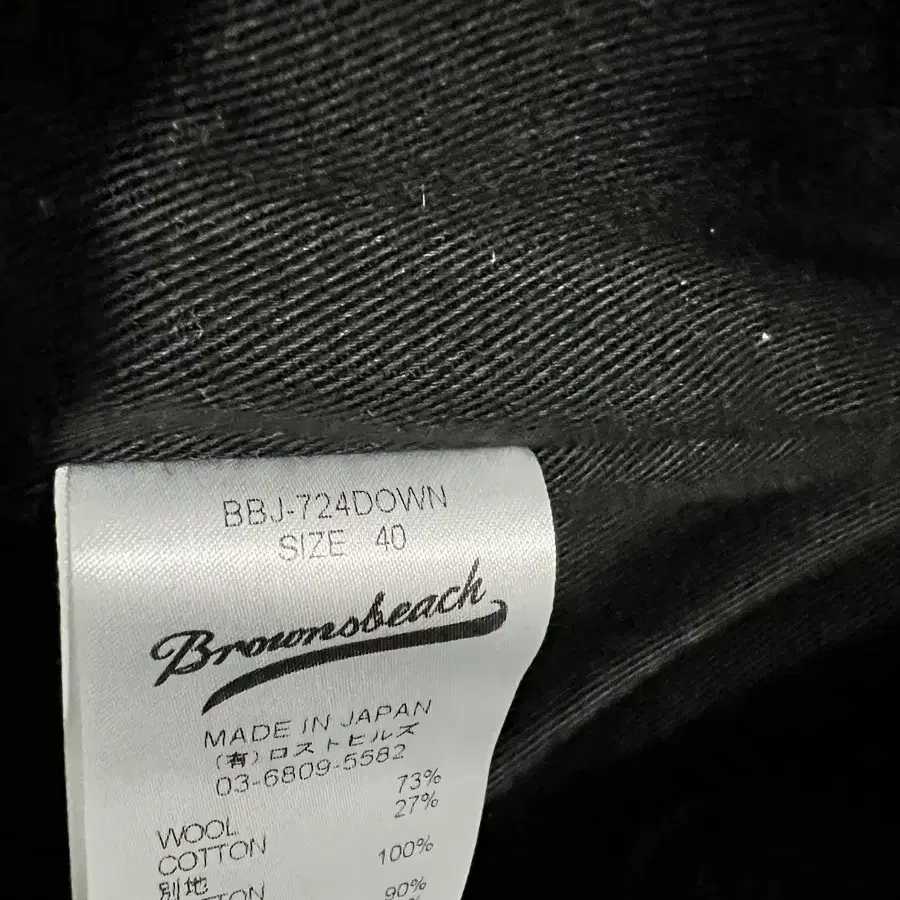 BBJ-724DOWN
SIZE 40
Brownsbeach
MADE IN JAPAN
(有)ロストヒルズ
03-6809-5582
WOOL 73%
COTTON 27%
別地 100%
90%